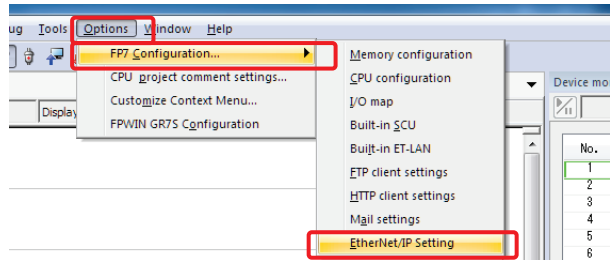 ug Tools Options Window Help
FP7 Configuration...
CPU project comment settings...
Customize Context Menu...
FPWIN GR7S Configuration
Display
Memory configuration
CPU configuration
I/O map
Built-in SCU
Built-in ET-LAN
FTP client settings
HTTP client settings
Mail settings
EtherNet/IP Setting
Device mo
No.
1
2
3
4
5
6